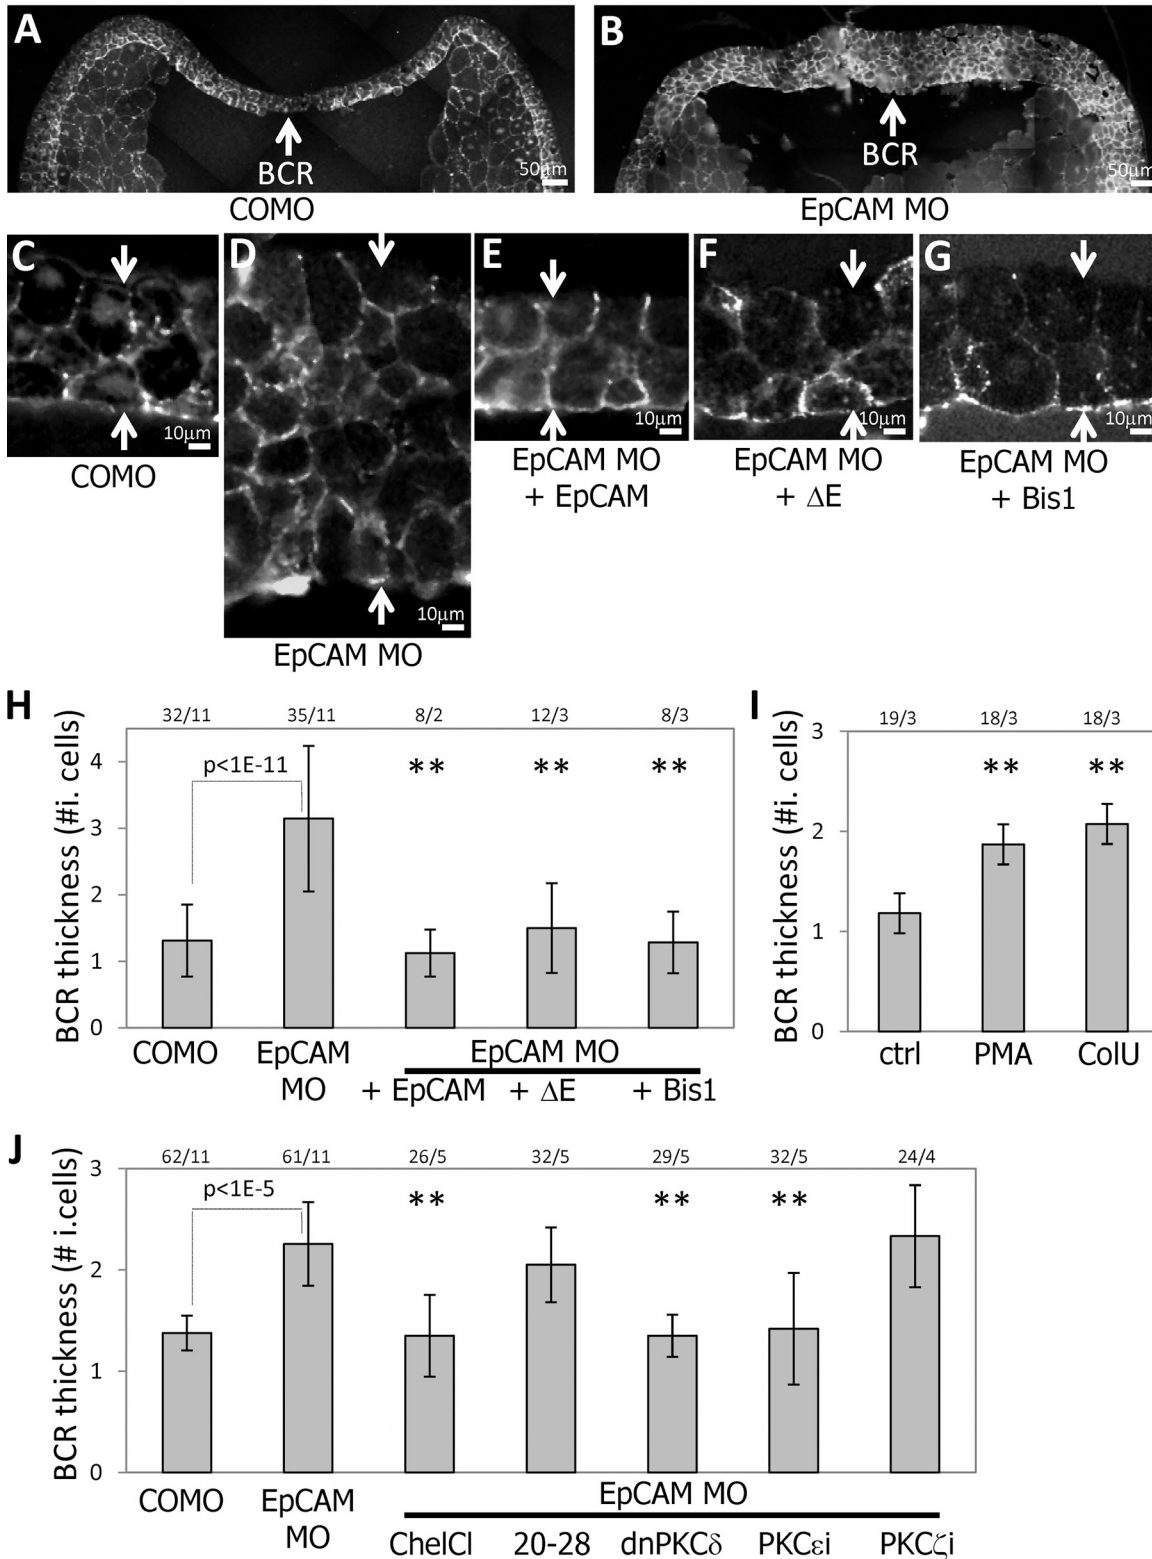 A
B
BCR
BCR
50μm
50μm
COMO
EpCAM MO
C
D
E
F
G
10μm
10μm
10μm
10μm
10μm
COMO
EpCAM MO
EpCAM MO
+ EpCAM
EpCAM MO
+ ΔE
EpCAM MO
+ Bis1
H
32/11 35/11 8/2 12/3 8/3
BCR thickness (#i. cells)
4
3
2
1
0
p<1E-11
** ** **
COMO
EpCAM
MO
EpCAM MO
+ EpCAM + ΔE + Bis1
I
19/3 18/3 18/3
BCR thickness (#i. cells)
3
2
1
0
** **
ctrl PMA ColU
J
62/11 61/11 26/5 32/5 29/5 32/5 24/4
BCR thickness (# i.cells)
3
2
1
0
p<1E-5
** ** **
COMO
EpCAM
MO
EpCAM MO
ChelCl 20-28 dnPKCδ PKCεi PKCζi